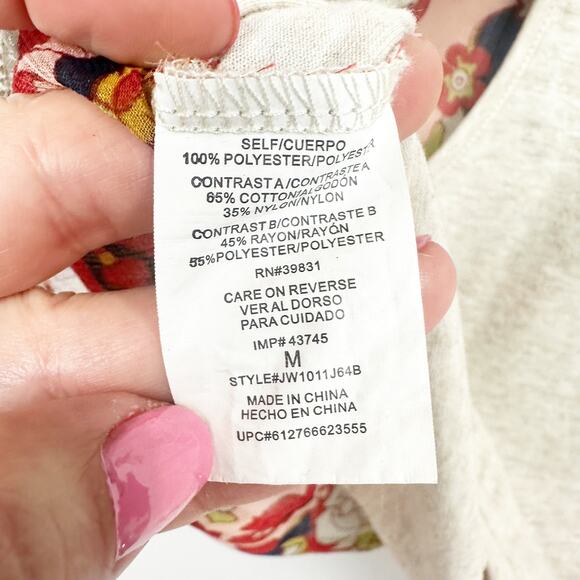 SELF/CUERPO
100% POLYESTER/POLYESTER
CONTRAST A/CONTRASTE A
65% COTTON/ALGODÓN
35% NYLON/NYLON
CONTRAST B/CONTRASTE B
45% RAYON/RAYÓN
55% POLYESTER/POLYESTER
RN#39831
CARE ON REVERSE
VER AL DORSO
PARA CUIDADO
IMP# 43745
M
STYLE#JW1011J64B
MADE IN CHINA
HECHO EN CHINA
UPC#612766623555